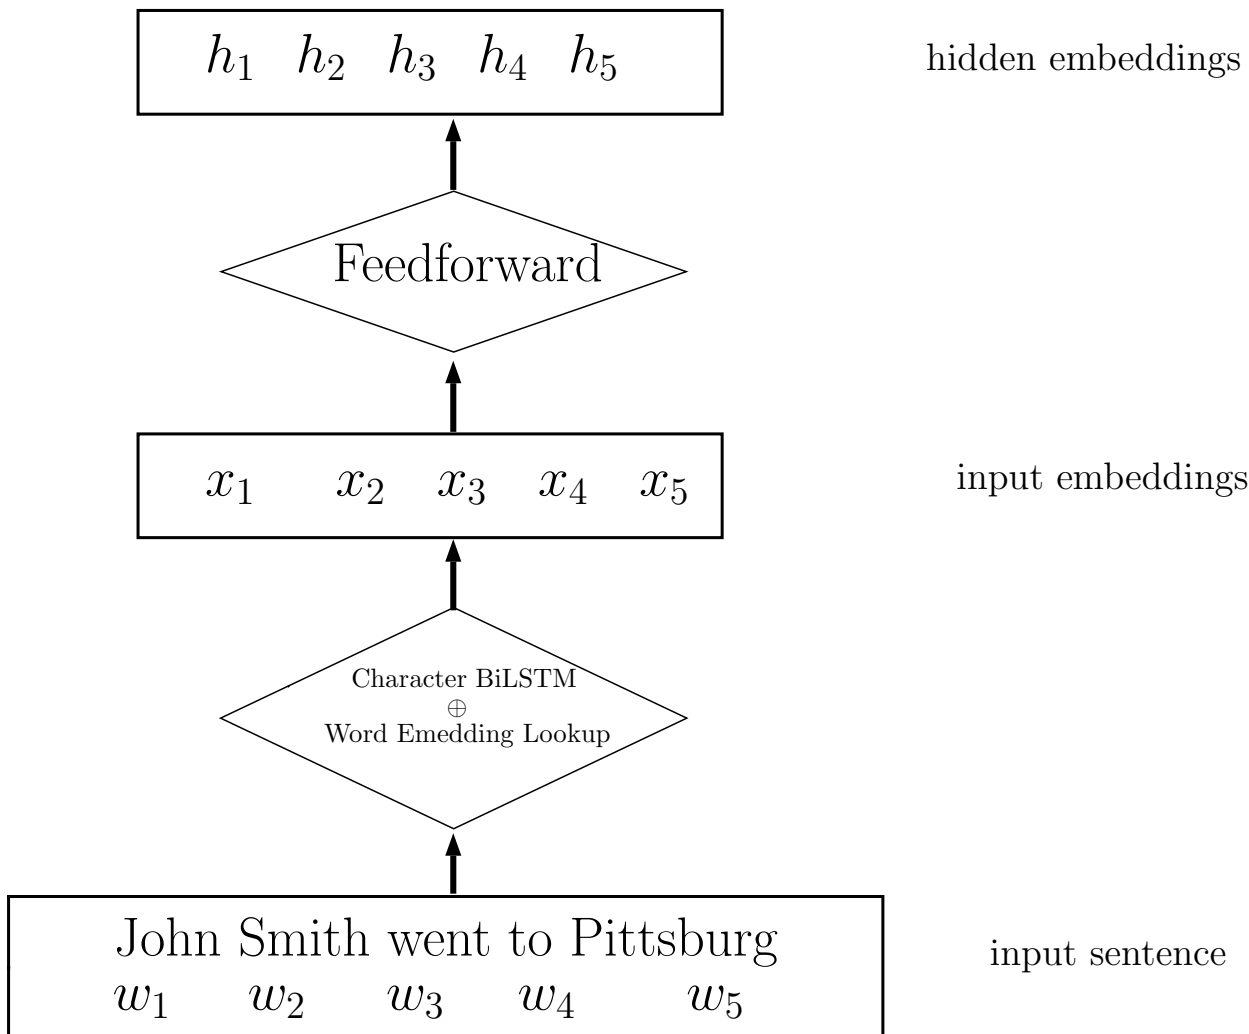 h₁ h₂ h₃ h₄ h₅ hidden embeddings
Feedforward
x₁ x₂ x₃ x₄ x₅ input embeddings
Character BiLSTM
⊕
Word Emedding Lookup
John Smith went to Pittsburg
input sentence
w₁ w₂ w₃ w₄ w₅